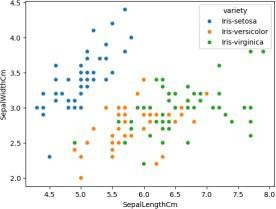 4.5
4.0
3.5
3.0
2.5
2.0
SepalWidthCm
variety
Iris-setosa
Iris-versicolor
Iris-virginica
4.5 5.0 5.5 6.0 6.5 7.0 7.5 8.0
SepalLengthCm